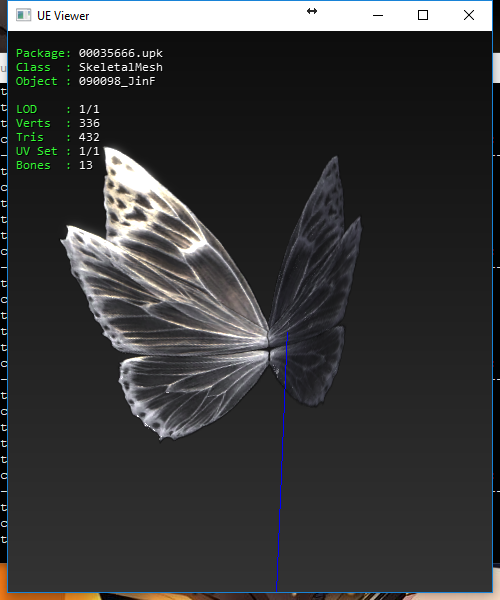 UE Viewer
Package: 00035666.upk
Class  : SkeletalMesh
Object : 090098_JinF
LOD    : 1/1
Verts  : 336
Tris   : 432
UV Set : 1/1
Bones  : 13